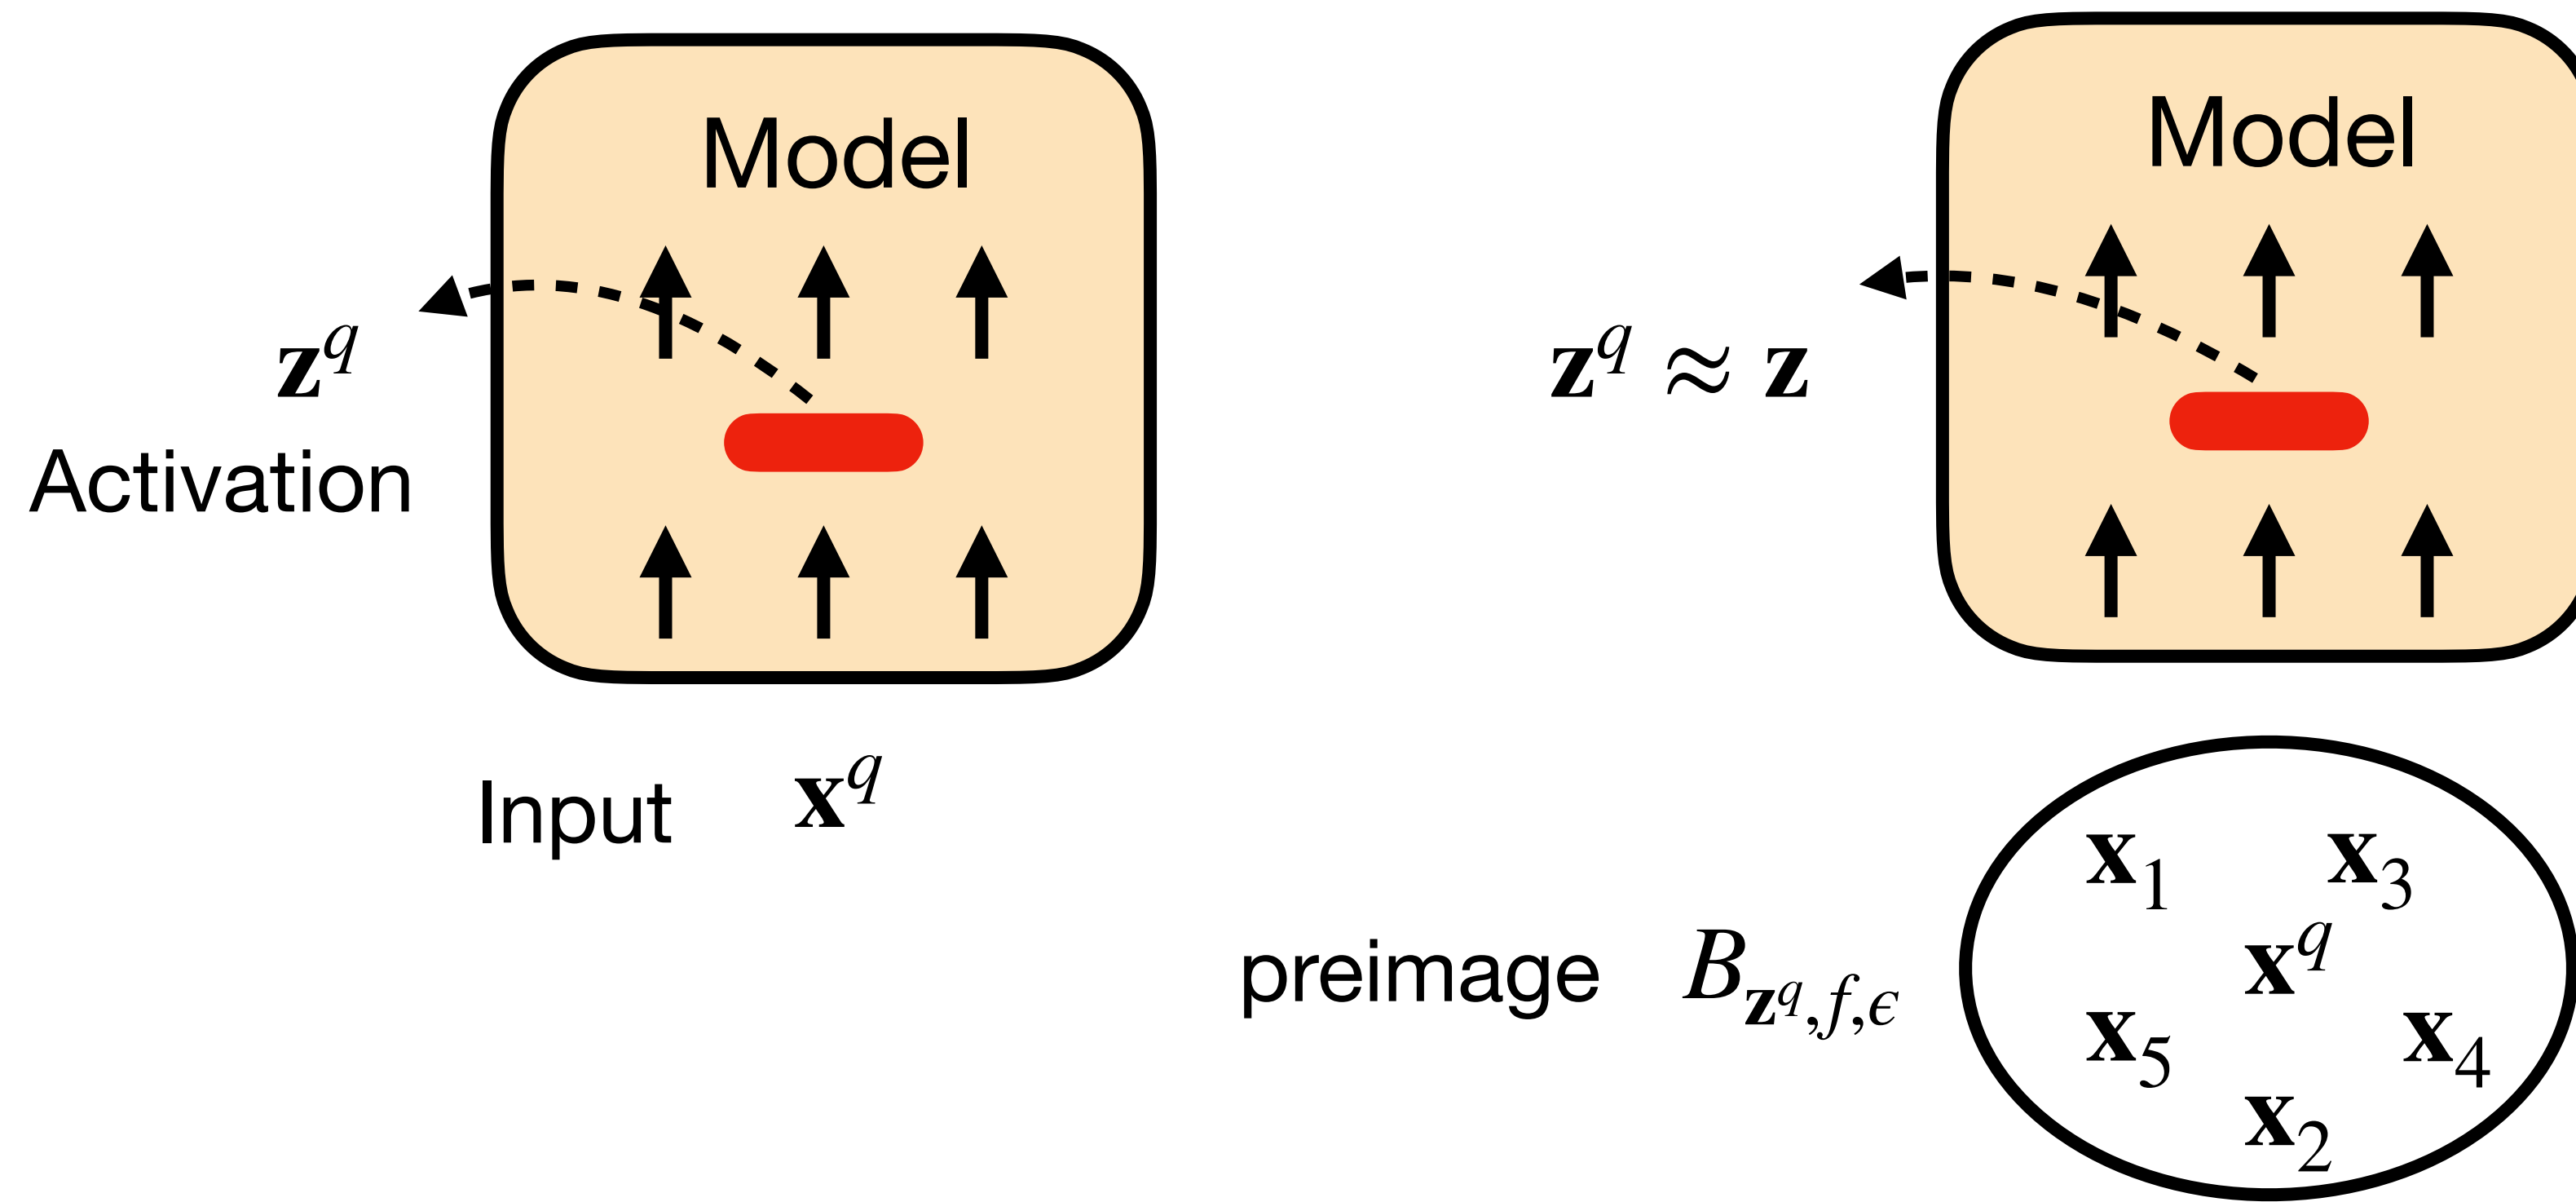 Model
z^q
Activation
Input x^q
Model
z^q ≈ z
preimage B_{z^q,f,ϵ}
x_1 x_3
x^q
x_5 x_4
x_2